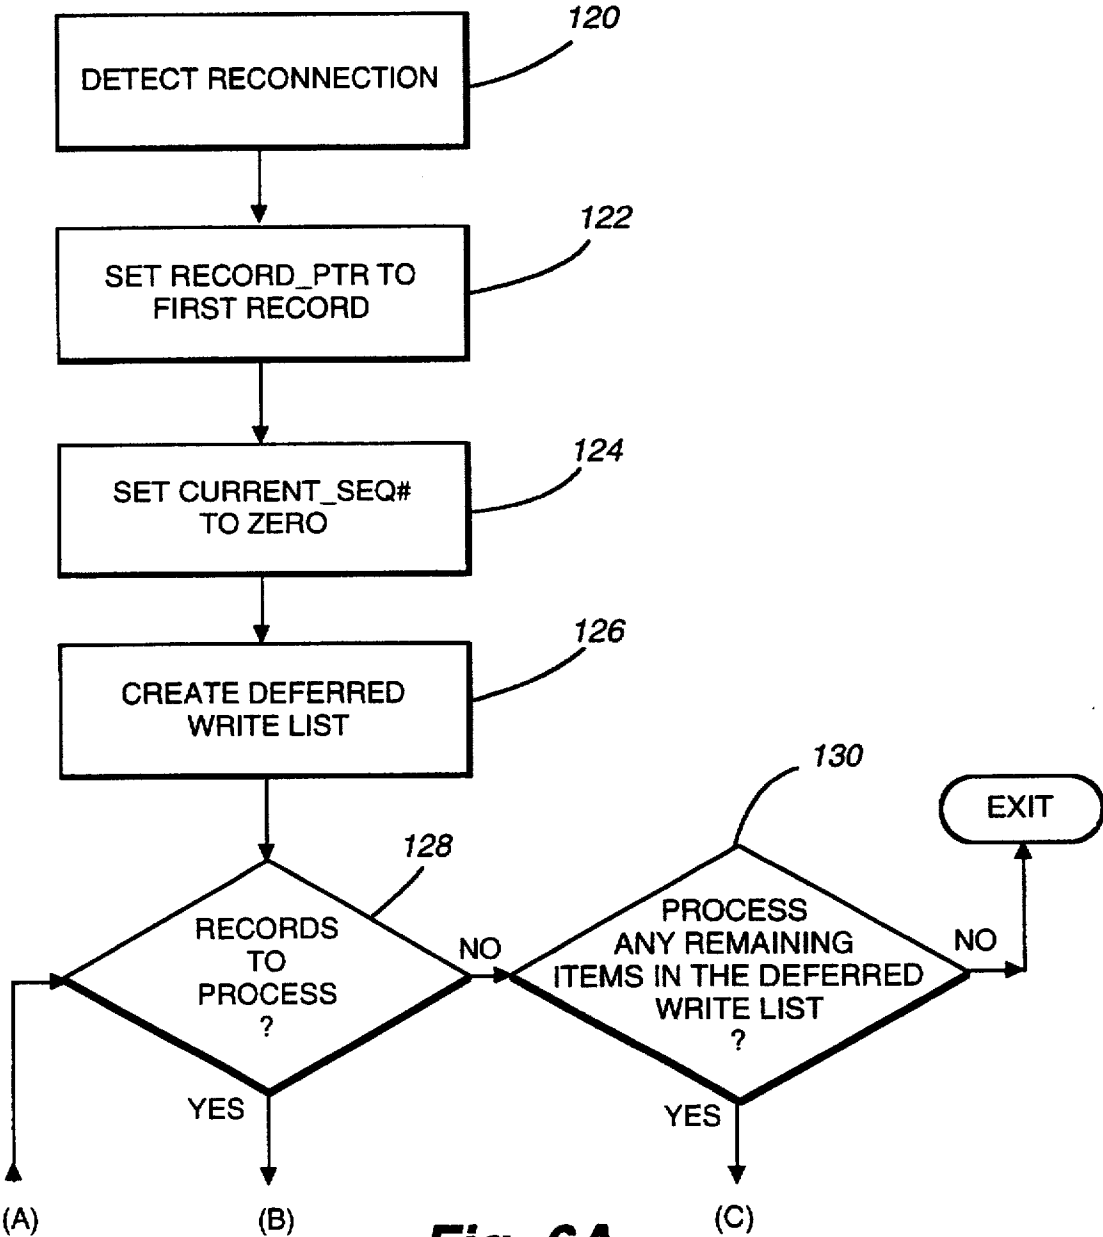 120
DETECT RECONNECTION
122
SET RECORD_PTR TO
FIRST RECORD
124
SET CURRENT_SEQ#
TO ZERO
126
CREATE DEFERRED
WRITE LIST
130
EXIT
128
RECORDS
TO
PROCESS
?
NO
PROCESS
ANY REMAINING
ITEMS IN THE DEFERRED
WRITE LIST
?
NO
YES
YES
(A)
(B)
(C)
Fig. 6A